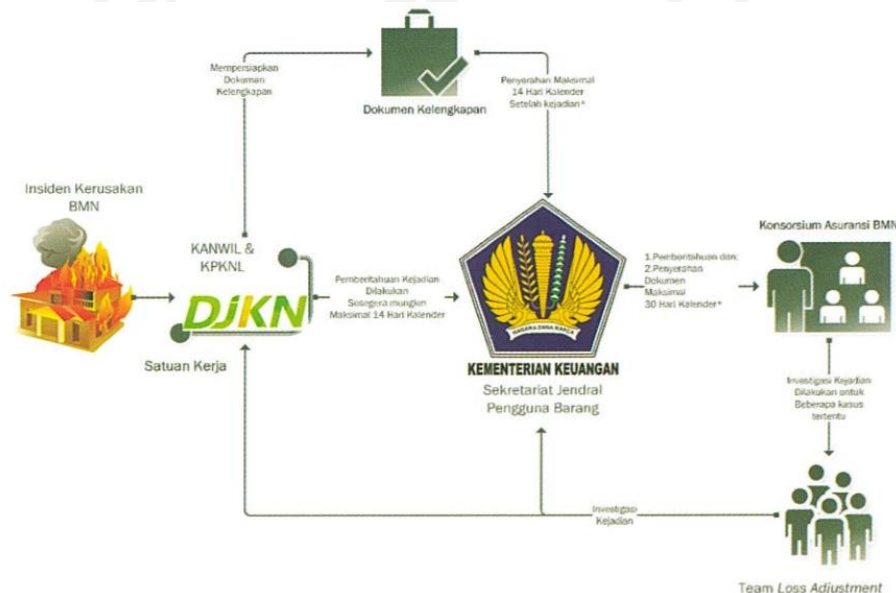 Mempersiapkan
Dokumen
Kelengkapan
Dokumen Kelengkapan
Penyerahan Maksimal
14 Hari Kalender
Setelah kejadian*
Insiden Kerusakan
BMN
KANWIL &
KPKNL
DJKN
Satuan Kerja
Pemberitahuan Kejadian
Dilakukan
Sesegera mungkin
Maksimal 14 Hari Kalender
NAGARA DANA RAKCA
KEMENTERIAN KEUANGAN
Sekretariat Jendral
Pengguna Barang
1.Pemberitahuan dan
2.Penyerahan
Dokumen
Maksimal
30 Hari Kalender*
Konsorsium Asuransi BMN
Investigasi Kejadian
Dilakukan untuk
Beberapa kasus
tertentu
Investigasi
Kejadian
Team Loss Adjustment